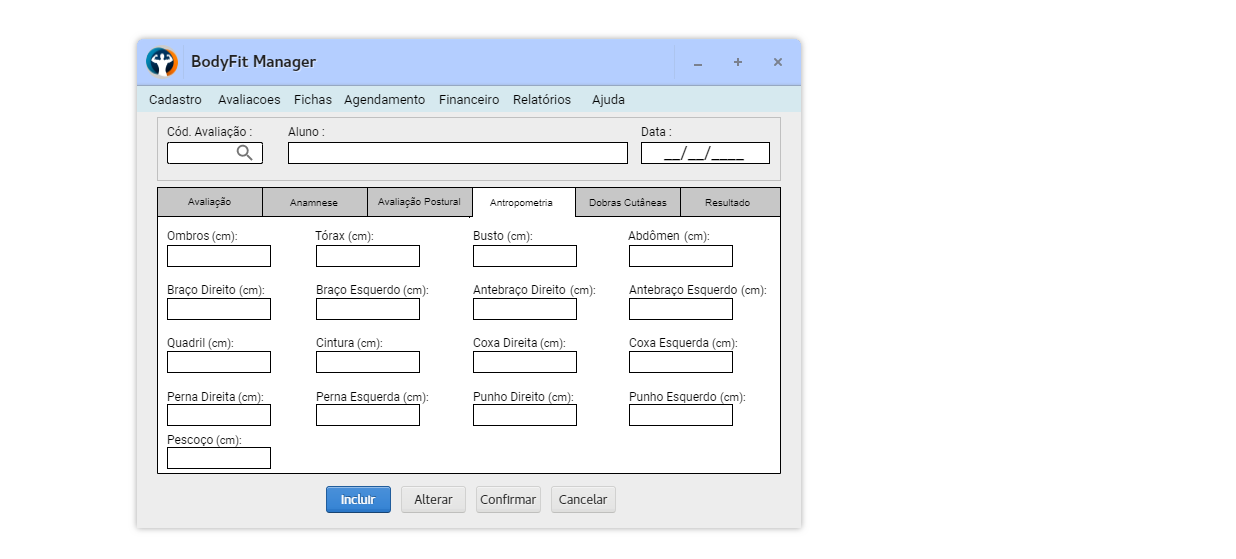 BodyFit Manager
Cadastro Avaliacoes Fichas Agendamento Financeiro Relatórios Ajuda
Cód. Avaliação : Aluno : Data :
__/__/____
Avaliação Anamnese Avaliação Postural Antropometria Dobras Cutâneas Resultado
Ombros (cm): Tórax (cm): Busto (cm): Abdômen (cm):
Braço Direito (cm): Braço Esquerdo (cm): Antebraço Direito (cm): Antebraço Esquerdo (cm):
Quadril (cm): Cintura (cm): Coxa Direita (cm): Coxa Esquerda (cm):
Perna Direita (cm): Perna Esquerda (cm): Punho Direito (cm): Punho Esquerdo (cm):
Pescoço (cm):
Incluir Alterar Confirmar Cancelar